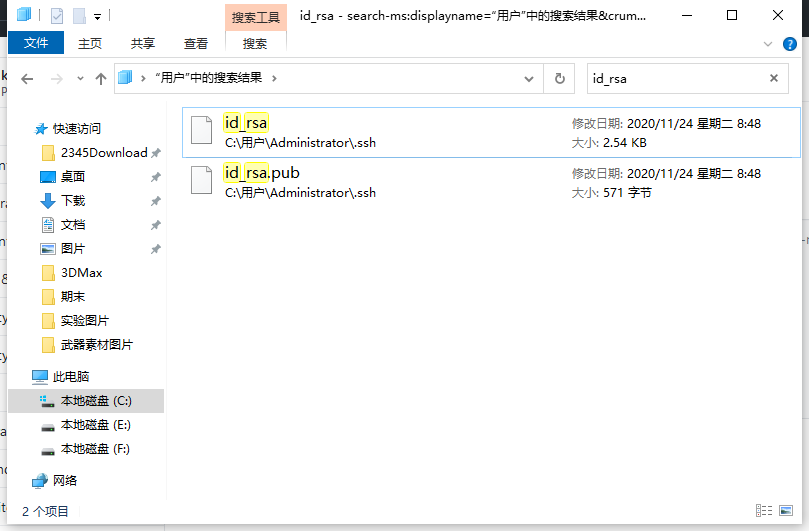 搜索工具
id_rsa - search-ms:displayname=“用户”中的搜索结果&crum...
文件 主页 共享 查看 搜索
“用户”中的搜索结果
id_rsa
快速访问
2345Download
桌面
下载
文档
图片
3DMax
期末
实验图片
武器素材图片
此电脑
本地磁盘 (C:)
本地磁盘 (E:)
本地磁盘 (F:)
网络
id_rsa
修改日期: 2020/11/24 星期二 8:48
C:\用户\Administrator\.ssh
大小: 2.54 KB
id_rsa.pub
修改日期: 2020/11/24 星期二 8:48
C:\用户\Administrator\.ssh
大小: 571 字节
2 个项目